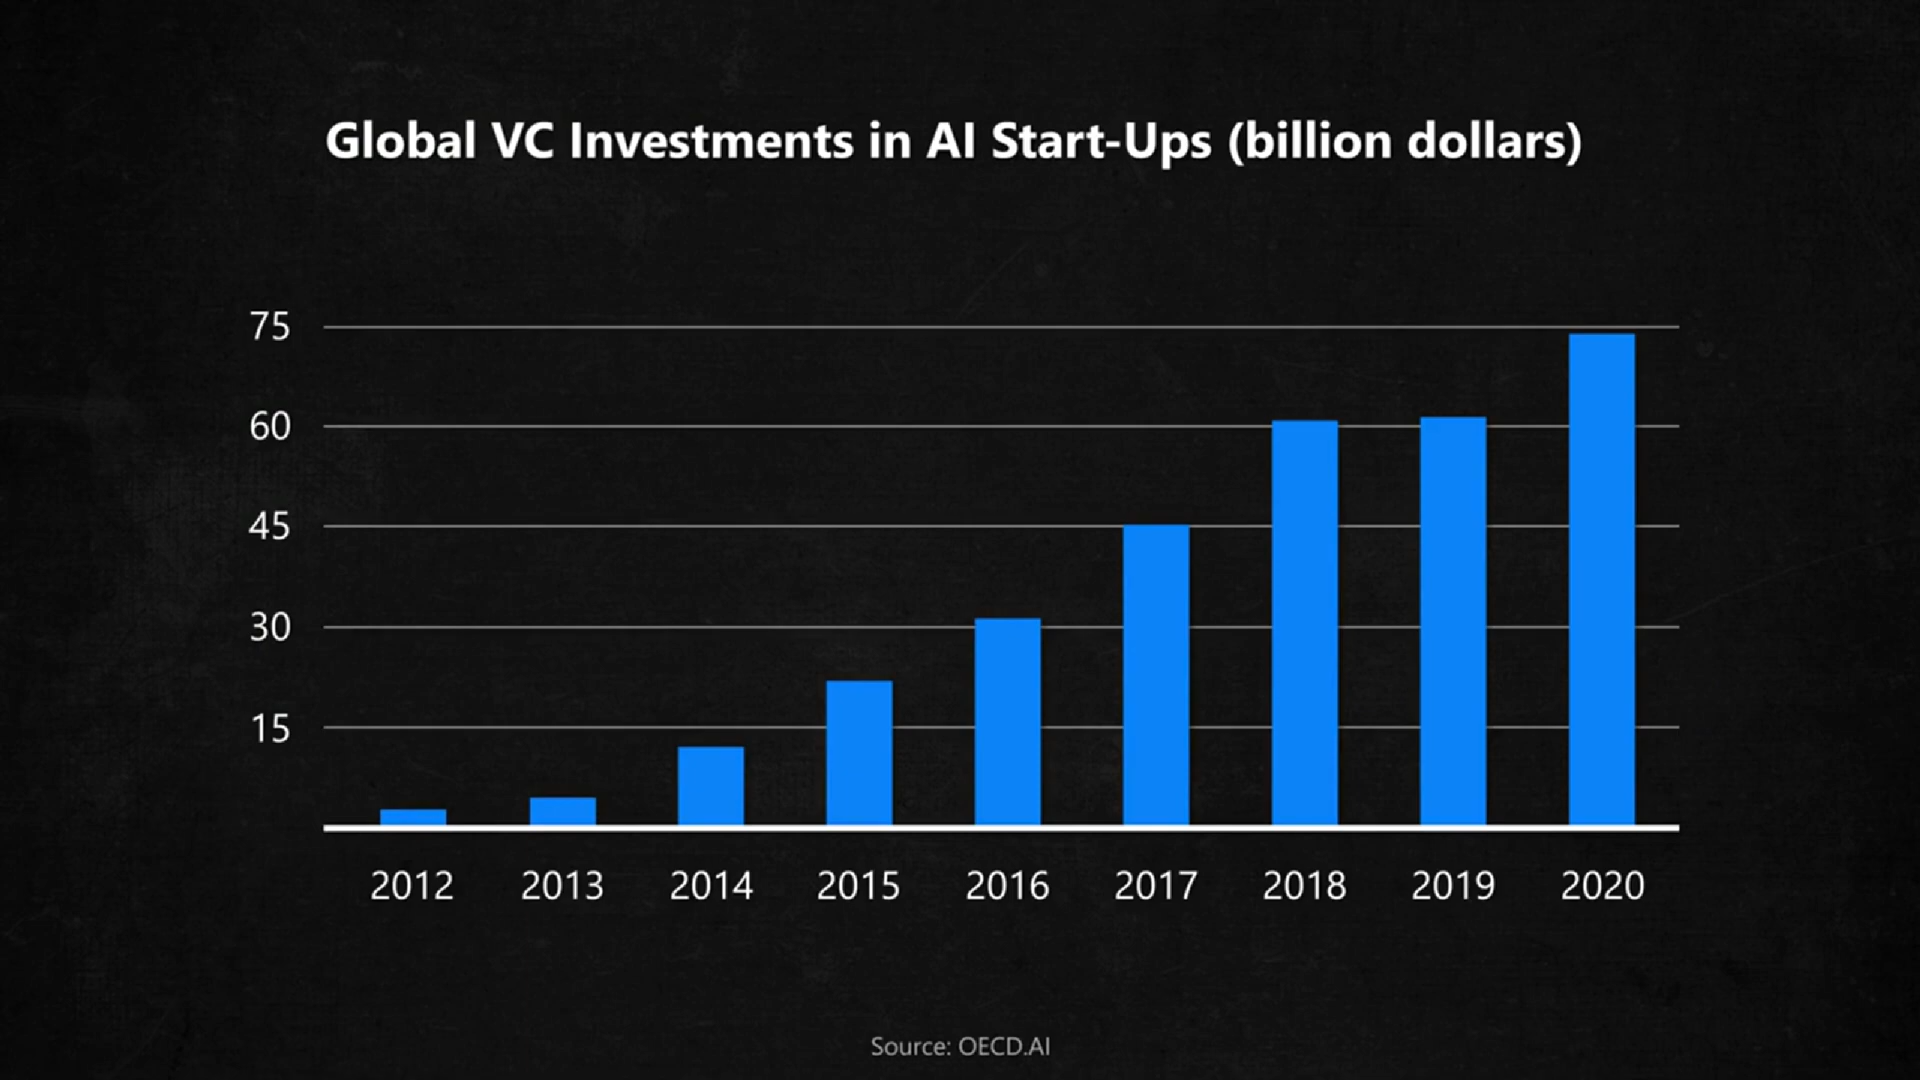 Global VC Investments in AI Start-Ups (billion dollars)
75
60
45
30
15
2012 2013 2014 2015 2016 2017 2018 2019 2020
Source: OECD.AI